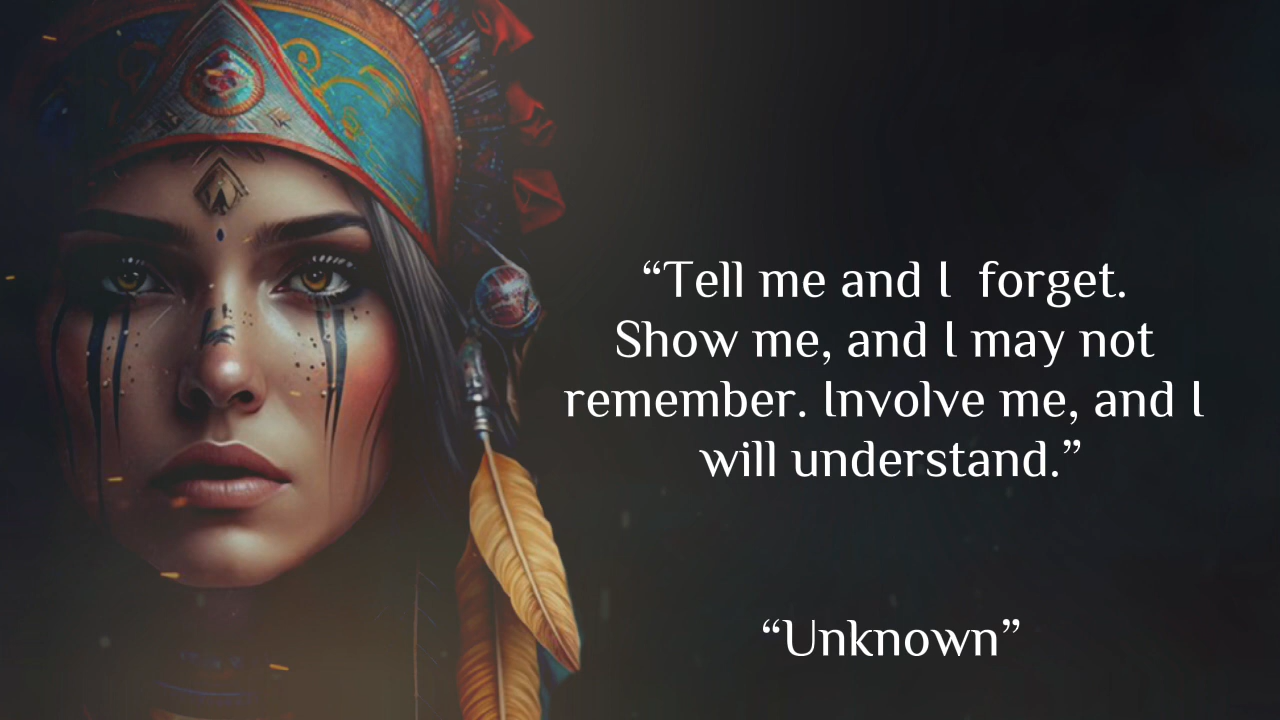 “Tell me and I  forget.
Show me, and I may not
remember. Involve me, and I
will understand.”
“Unknown”